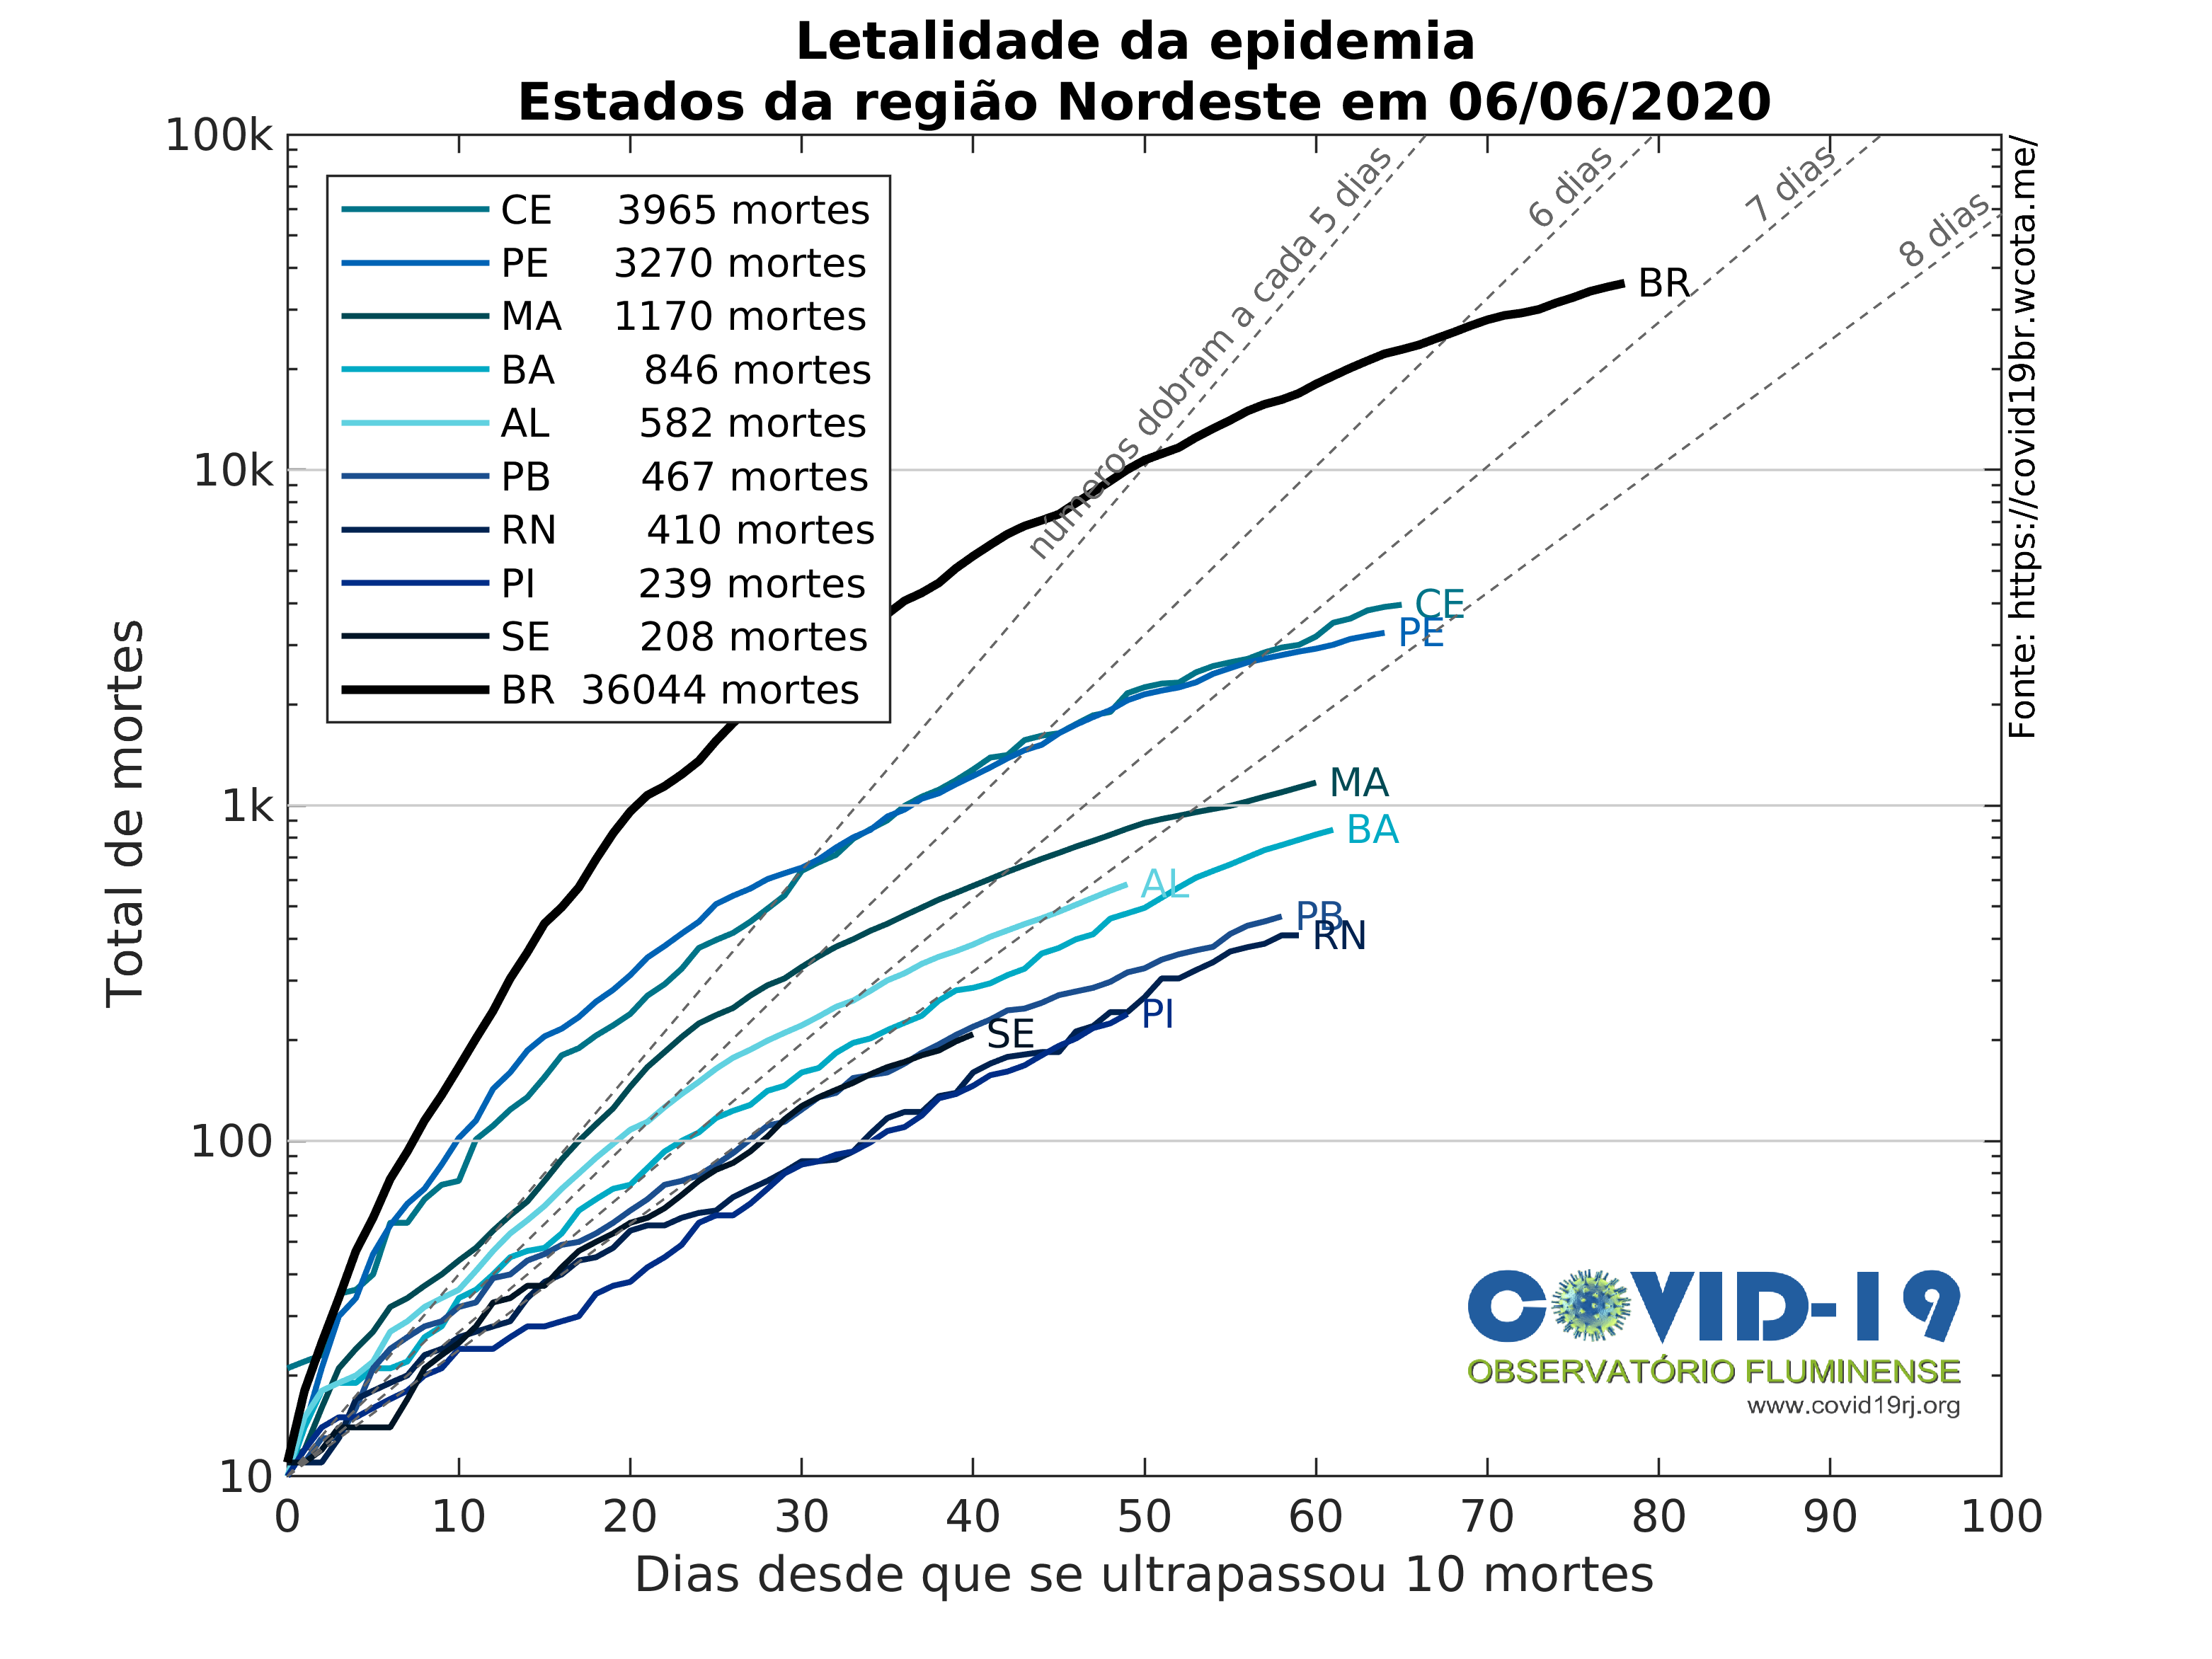 Letalidade da epidemia
Estados da região Nordeste em 06/06/2020
100k
10k
1k
100
10
Total de mortes
CE 3965 mortes
PE 3270 mortes
MA 1170 mortes
BA 846 mortes
AL 582 mortes
PB 467 mortes
RN 410 mortes
PI 239 mortes
SE 208 mortes
BR 36044 mortes
números dobram a cada 5 dias
6 dias
7 dias
8 dias
BR
CE
PE
MA
BA
AL
PB
RN
PI
SE
Fonte: https://covid19br.wcota.me/
COVID-19
OBSERVATÓRIO FLUMINENSE
www.covid19rj.org
0 10 20 30 40 50 60 70 80 90 100
Dias desde que se ultrapassou 10 mortes